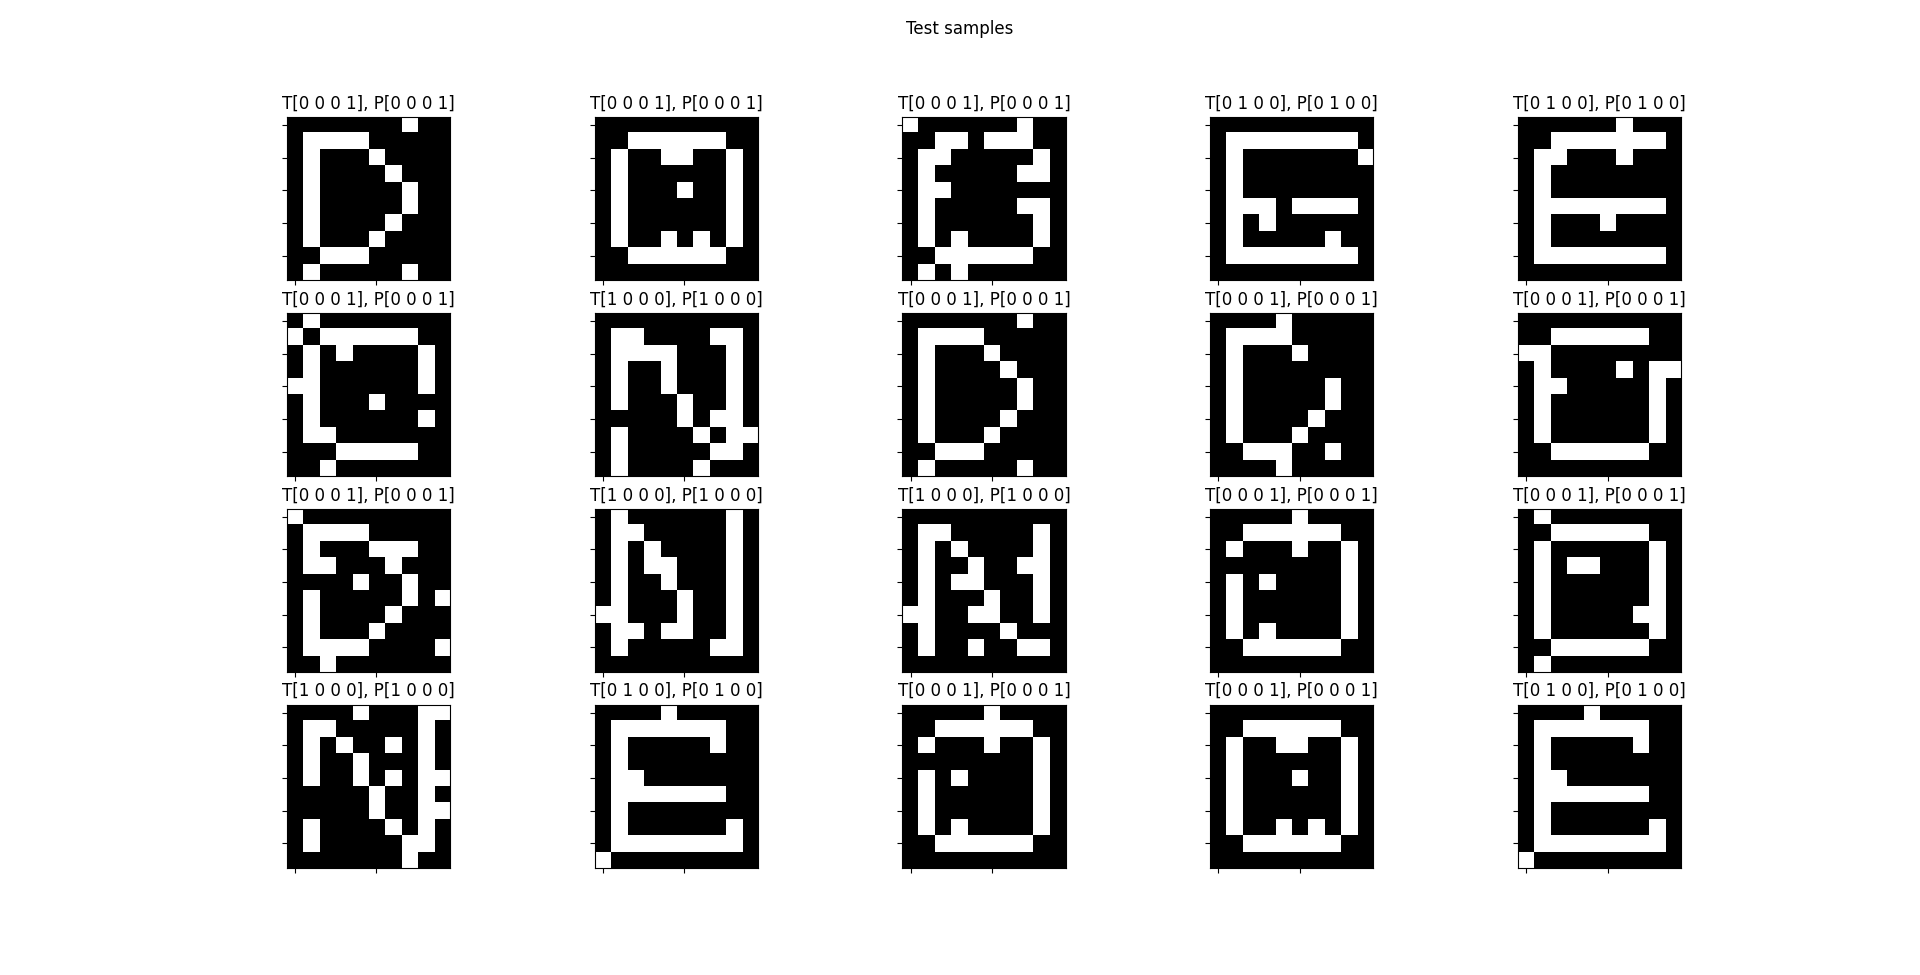 Test samples
T[0 0 0 1], P[0 0 0 1] T[0 0 0 1], P[0 0 0 1] T[0 0 0 1], P[0 0 0 1] T[0 1 0 0], P[0 1 0 0] T[0 1 0 0], P[0 1 0 0]
T[0 0 0 1], P[0 0 0 1] T[1 0 0 0], P[1 0 0 0] T[0 0 0 1], P[0 0 0 1] T[0 0 0 1], P[0 0 0 1] T[0 0 0 1], P[0 0 0 1]
T[0 0 0 1], P[0 0 0 1] T[1 0 0 0], P[1 0 0 0] T[1 0 0 0], P[1 0 0 0] T[0 0 0 1], P[0 0 0 1] T[0 0 0 1], P[0 0 0 1]
T[1 0 0 0], P[1 0 0 0] T[0 1 0 0], P[0 1 0 0] T[0 0 0 1], P[0 0 0 1] T[0 0 0 1], P[0 0 0 1] T[0 1 0 0], P[0 1 0 0]